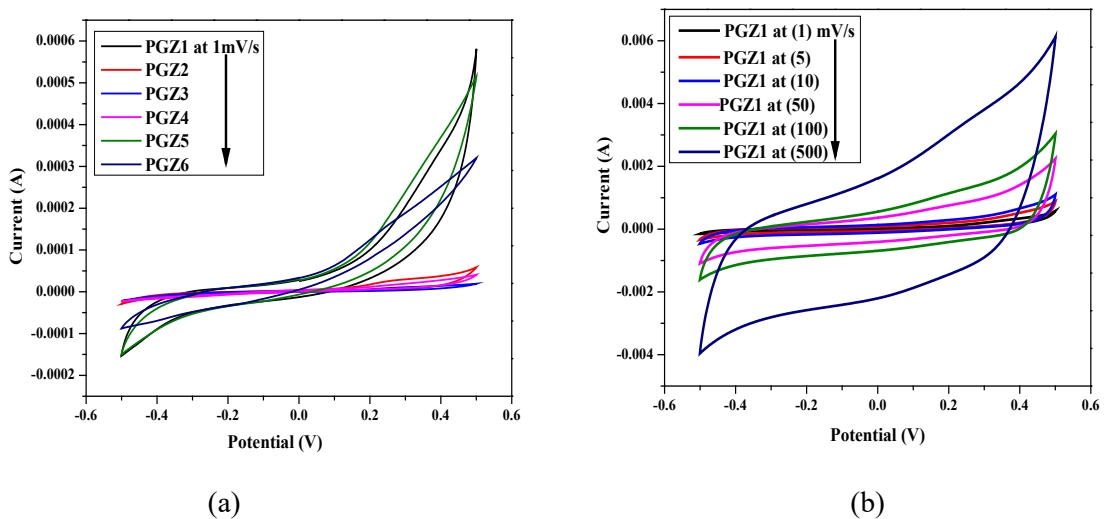 0.0006
0.0005
0.0004
0.0003
0.0002
0.0001
0.0000
-0.0001
-0.0002
Current (A)
PGZ1 at 1mV/s
PGZ2
PGZ3
PGZ4
PGZ5
PGZ6
-0.6 -0.4 -0.2 0.0 0.2 0.4 0.6
Potential (V)
(a)
0.006
0.004
0.002
0.000
-0.002
-0.004
Current (A)
PGZ1 at (1) mV/s
PGZ1 at (5)
PGZ1 at (10)
PGZ1 at (50)
PGZ1 at (100)
PGZ1 at (500)
-0.6 -0.4 -0.2 0.0 0.2 0.4 0.6
Potential (V)
(b)